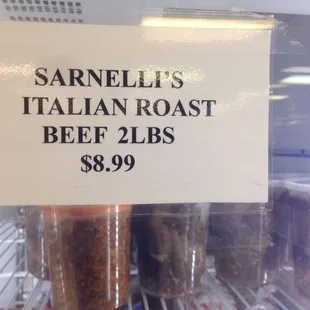 SARNELLI'S
ITALIAN ROAST
BEEF 2LBS
$8.99